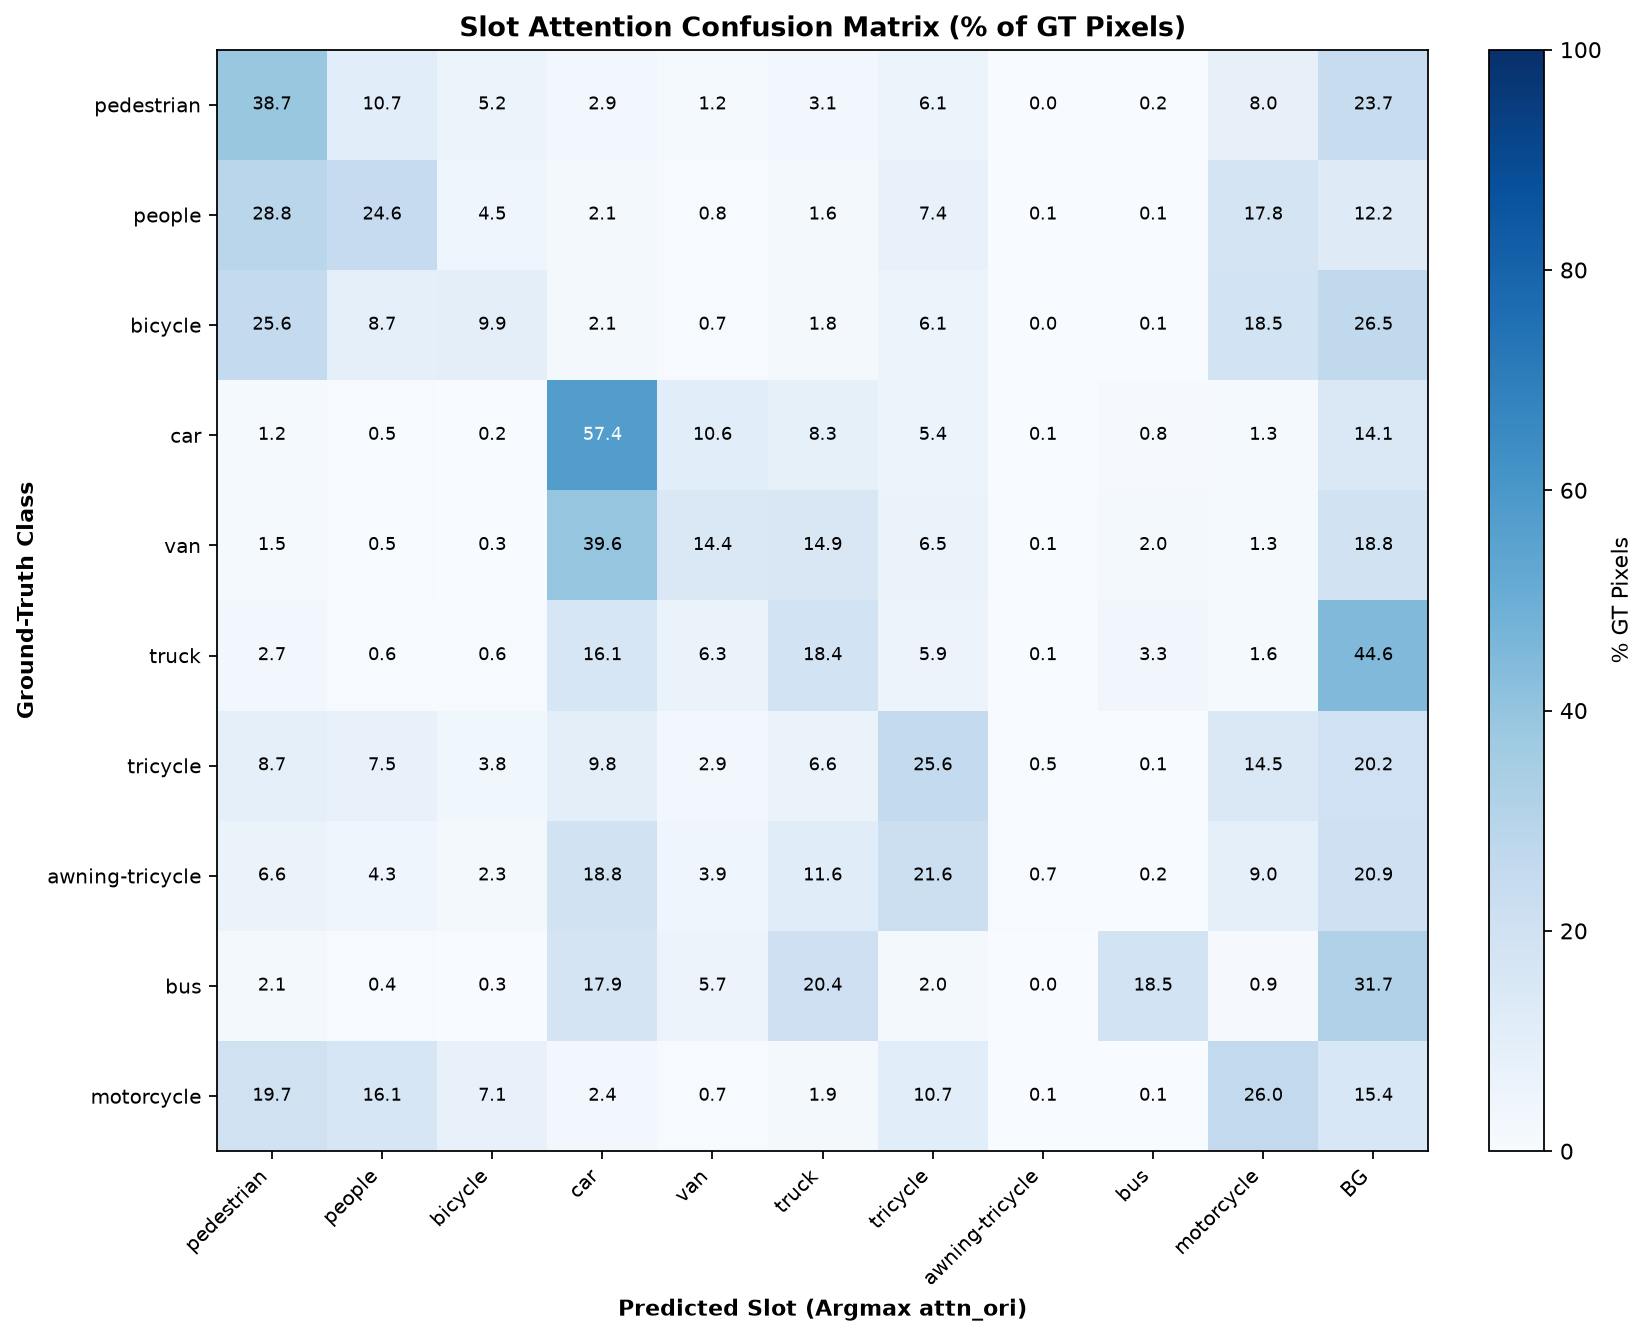 Slot Attention Confusion Matrix (% of GT Pixels)
Ground-Truth Class
pedestrian 38.7 10.7 5.2 2.9 1.2 3.1 6.1 0.0 0.2 8.0 23.7
people 28.8 24.6 4.5 2.1 0.8 1.6 7.4 0.1 0.1 17.8 12.2
bicycle 25.6 8.7 9.9 2.1 0.7 1.8 6.1 0.0 0.1 18.5 26.5
car 1.2 0.5 0.2 57.4 10.6 8.3 5.4 0.1 0.8 1.3 14.1
van 1.5 0.5 0.3 39.6 14.4 14.9 6.5 0.1 2.0 1.3 18.8
truck 2.7 0.6 0.6 16.1 6.3 18.4 5.9 0.1 3.3 1.6 44.6
tricycle 8.7 7.5 3.8 9.8 2.9 6.6 25.6 0.5 0.1 14.5 20.2
awning-tricycle 6.6 4.3 2.3 18.8 3.9 11.6 21.6 0.7 0.2 9.0 20.9
bus 2.1 0.4 0.3 17.9 5.7 20.4 2.0 0.0 18.5 0.9 31.7
motorcycle 19.7 16.1 7.1 2.4 0.7 1.9 10.7 0.1 0.1 26.0 15.4
pedestrian people bicycle car van truck tricycle awning-tricycle bus motorcycle BG
Predicted Slot (Argmax attn_ori)
100
80
60
40
20
0
% GT Pixels